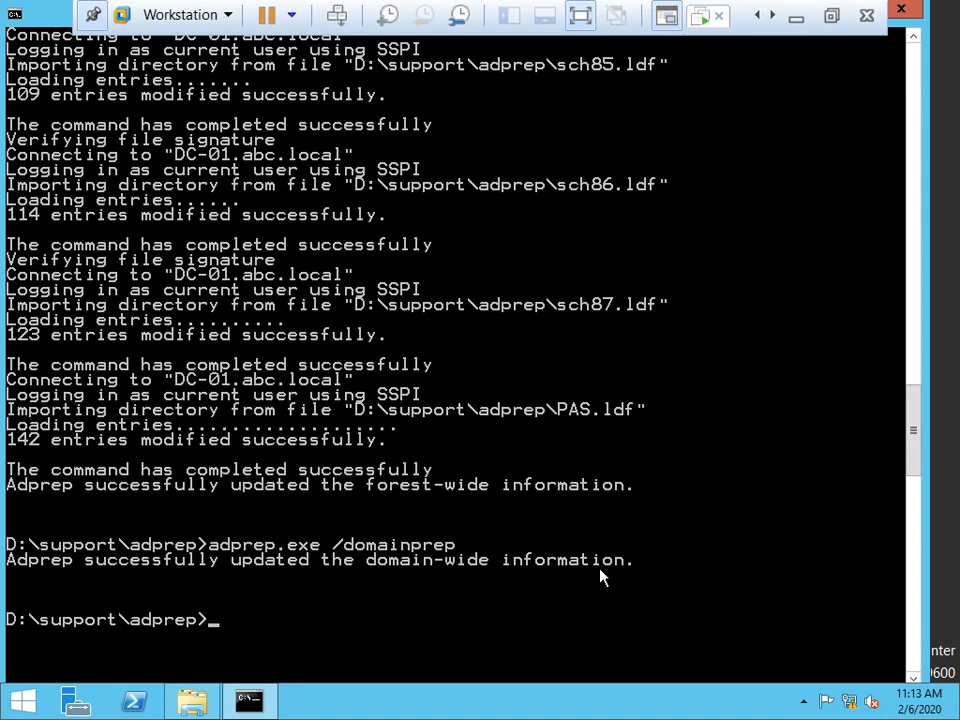 Workstation
Connecting to "DC-01.abc.local"
Logging in as current user using SSPI
Importing directory from file "D:\support\adprep\sch85.ldf"
Loading entries.......
109 entries modified successfully.
The command has completed successfully
Verifying file signature
Connecting to "DC-01.abc.local"
Logging in as current user using SSPI
Importing directory from file "D:\support\adprep\sch86.ldf"
Loading entries......
114 entries modified successfully.
The command has completed successfully
Verifying file signature
Connecting to "DC-01.abc.local"
Logging in as current user using SSPI
Importing directory from file "D:\support\adprep\sch87.ldf"
Loading entries..........
123 entries modified successfully.
The command has completed successfully
Connecting to "DC-01.abc.local"
Logging in as current user using SSPI
Importing directory from file "D:\support\adprep\PAS.ldf"
Loading entries....................
142 entries modified successfully.
The command has completed successfully
Adprep successfully updated the forest-wide information.
D:\support\adprep>adprep.exe /domainprep
Adprep successfully updated the domain-wide information.
D:\support\adprep>_
nter
9600
11:13 AM
2/6/2020